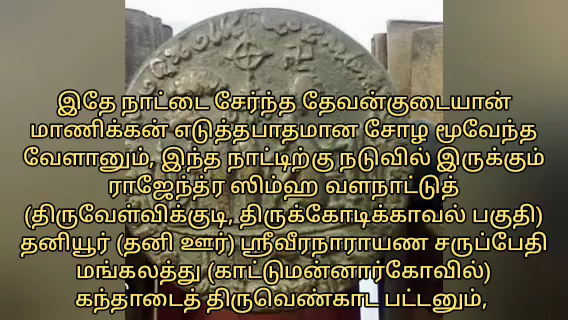 இதே நாட்டை சேர்ந்த தேவன்குடையான்
மாணிக்கன் எடுத்தபாதமான சோழ மூவேந்த
வேளானும், இந்த நாட்டிற்கு நடுவில் இருக்கும்
ராஜேந்த்ர ஸிம்ஹ வளநாட்டுத்
(திருவேள்விக்குடி, திருக்கோடிக்காவல் பகுதி)
தனியூர் (தனி ஊர்) ஸ்ரீவீரநாராயண சருப்பேதி
மங்கலத்து (காட்டுமன்னார்கோவில்)
கந்தாடைத் திருவெண்காட பட்டனும்,